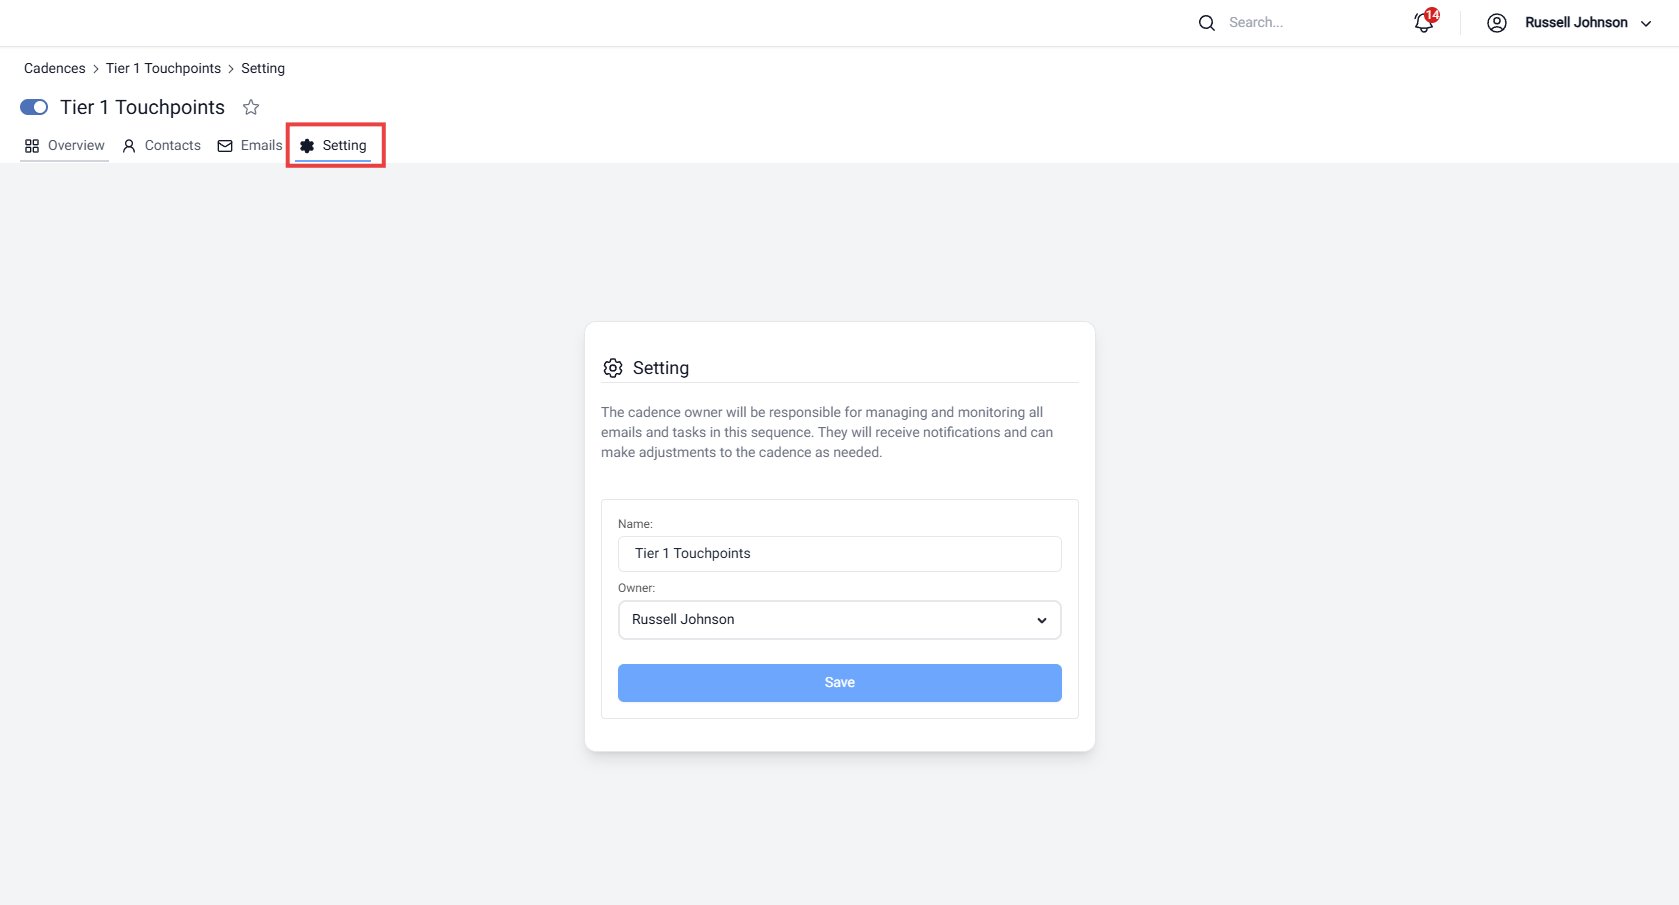 Search...
14
Russell Johnson
Cadences > Tier 1 Touchpoints > Setting
Tier 1 Touchpoints
Overview
Contacts
Emails
Setting
Setting
The cadence owner will be responsible for managing and monitoring all
emails and tasks in this sequence. They will receive notifications and can
make adjustments to the cadence as needed.
Name:
Tier 1 Touchpoints
Owner:
Russell Johnson
Save